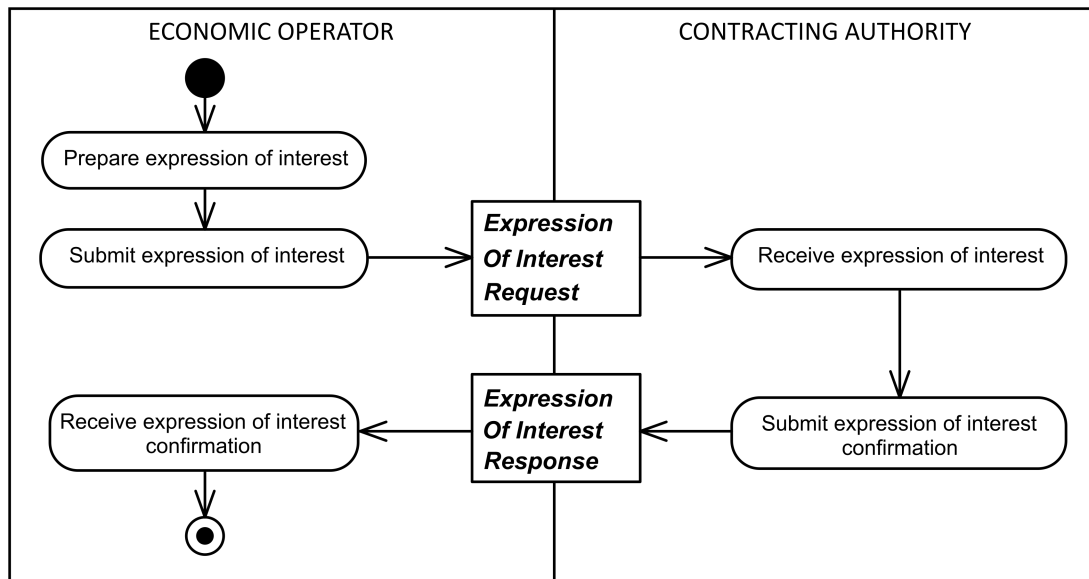 ECONOMIC OPERATOR
CONTRACTING AUTHORITY
Prepare expression of interest
Submit expression of interest
Expression
Of Interest
Request
Receive expression of interest
Receive expression of interest
confirmation
Expression
Of Interest
Response
Submit expression of interest
confirmation